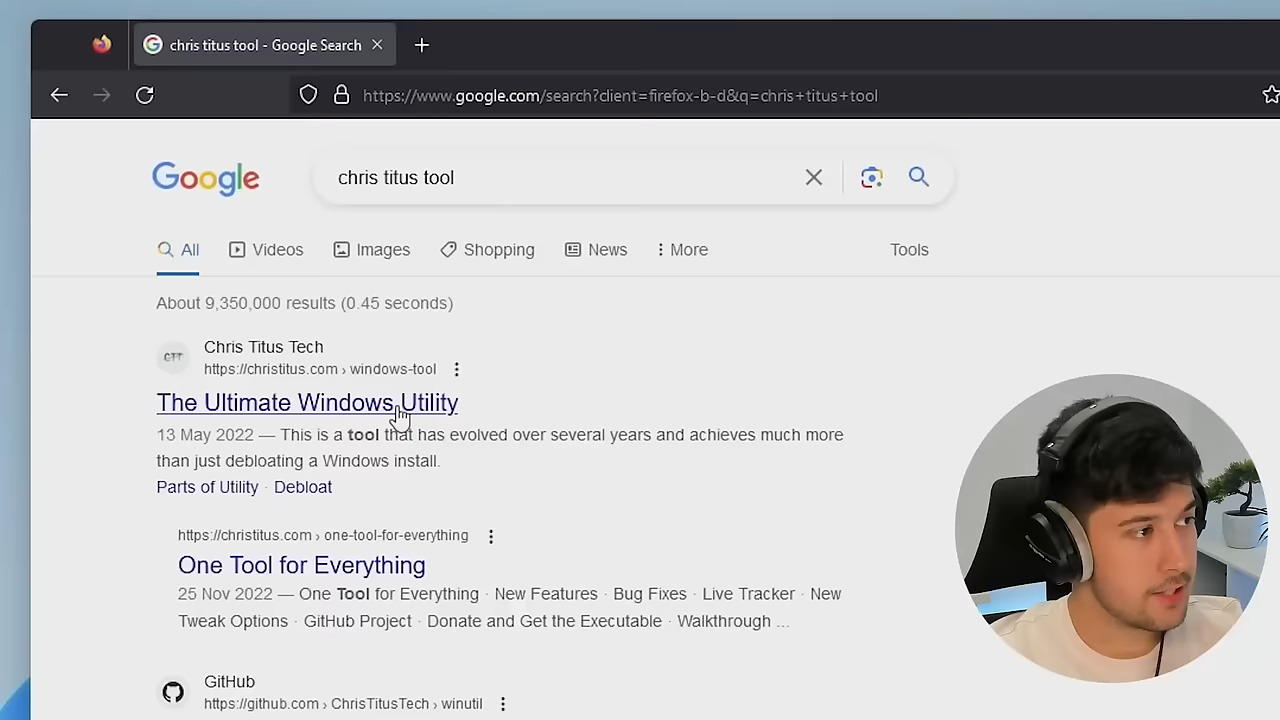 chris titus tool - Google Search
https://www.google.com/search?client=firefox-b-d&q=chris+titus+tool
Google
chris titus tool
All
Videos
Images
Shopping
News
More
Tools
About 9,350,000 results (0.45 seconds)
CTT
Chris Titus Tech
https://christitus.com › windows-tool
The Ultimate Windows Utility
13 May 2022 — This is a tool that has evolved over several years and achieves much more
than just debloating a Windows install.
Parts of Utility · Debloat
https://christitus.com › one-tool-for-everything
One Tool for Everything
25 Nov 2022 — One Tool for Everything · New Features · Bug Fixes · Live Tracker · New
Tweak Options · GitHub Project · Donate and Get the Executable · Walkthrough ...
GitHub
https://github.com › ChrisTitusTech › winutil